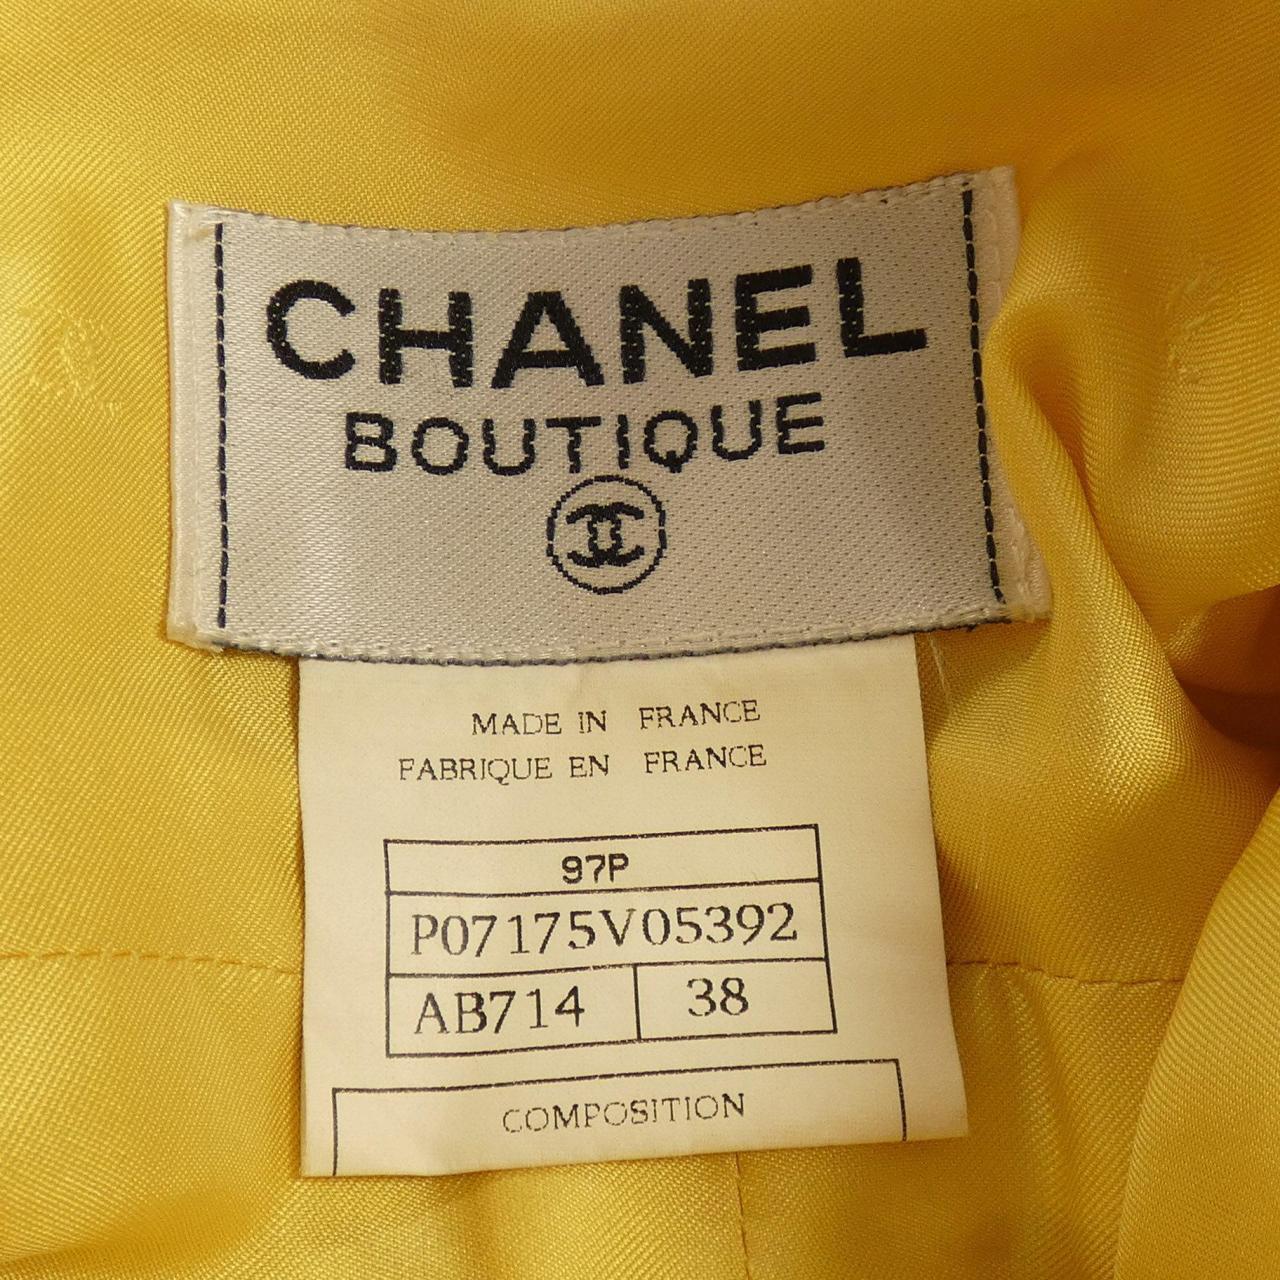 CHANEL
BOUTIQUE
MADE IN FRANCE
FABRIQUE EN FRANCE
97P
P07175V05392
AB714 38
COMPOSITION